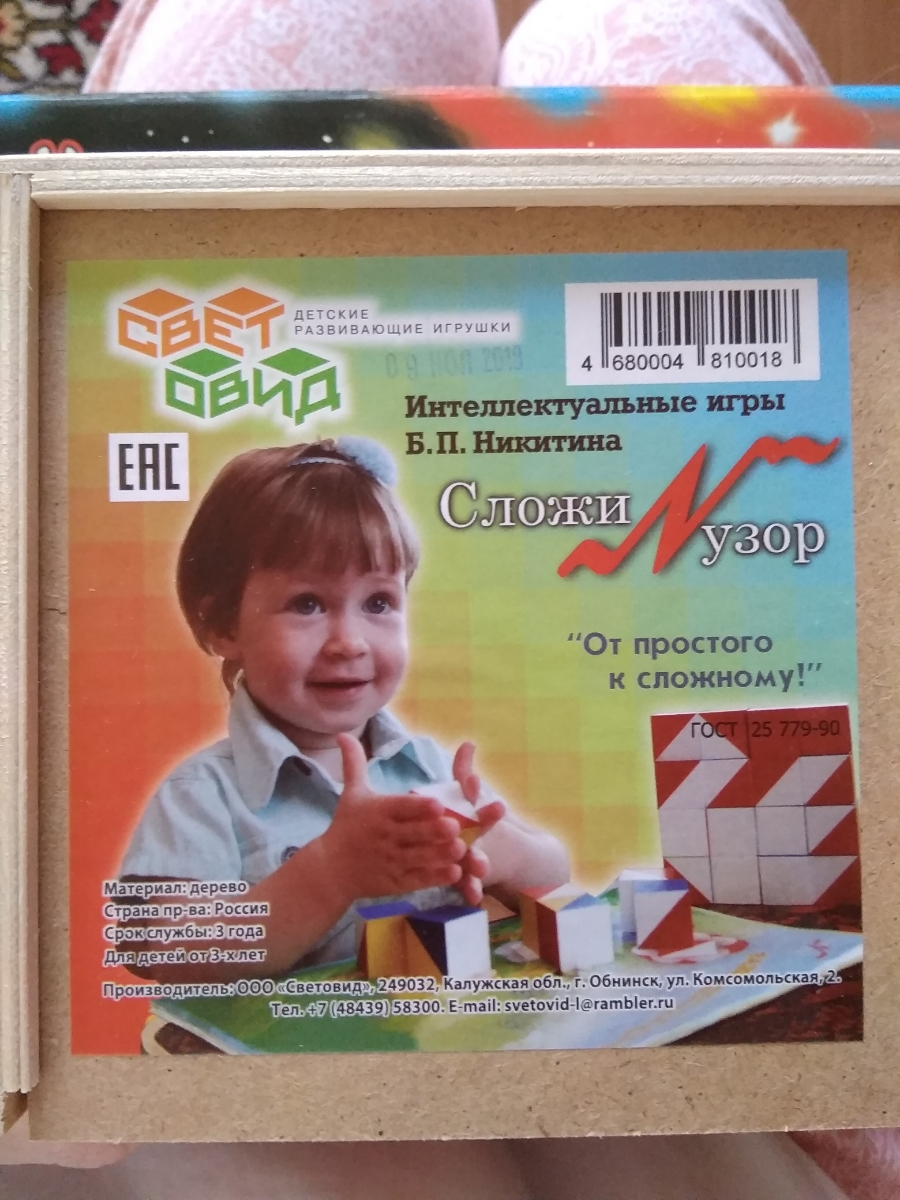 СВЕТ
ОВИД
ДЕТСКИЕ
РАЗВИВАЮЩИЕ ИГРУШКИ
09 НОЯ 2019
4 680004 810018
Интеллектуальные игры
Б.П. Никитина
ЕАС
Сложи
узор
“От простого
к сложному!”
ГОСТ 25 779-90
Материал: дерево
Страна пр-ва: Россия
Срок службы: 3 года
Для детей от 3-х лет
Производитель: ООО «Световид», 249032, Калужская обл., г. Обнинск, ул. Комсомольская, 2.
Тел. +7 (48439) 58300. E-mail: svetovid-l@rambler.ru